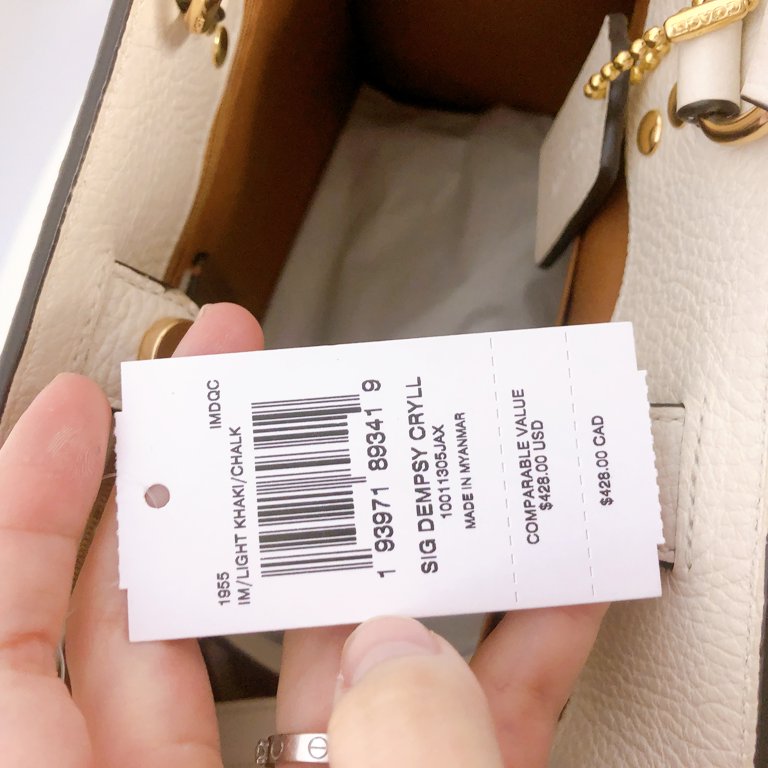 1955
IMDQC
IM/LIGHT KHAKI/CHALK
1 93971 89341 9
SIG DEMPSY CRYLL
10011305JAX
MADE IN MYANMAR
COMPARABLE VALUE
$428.00 USD
$428.00 CAD